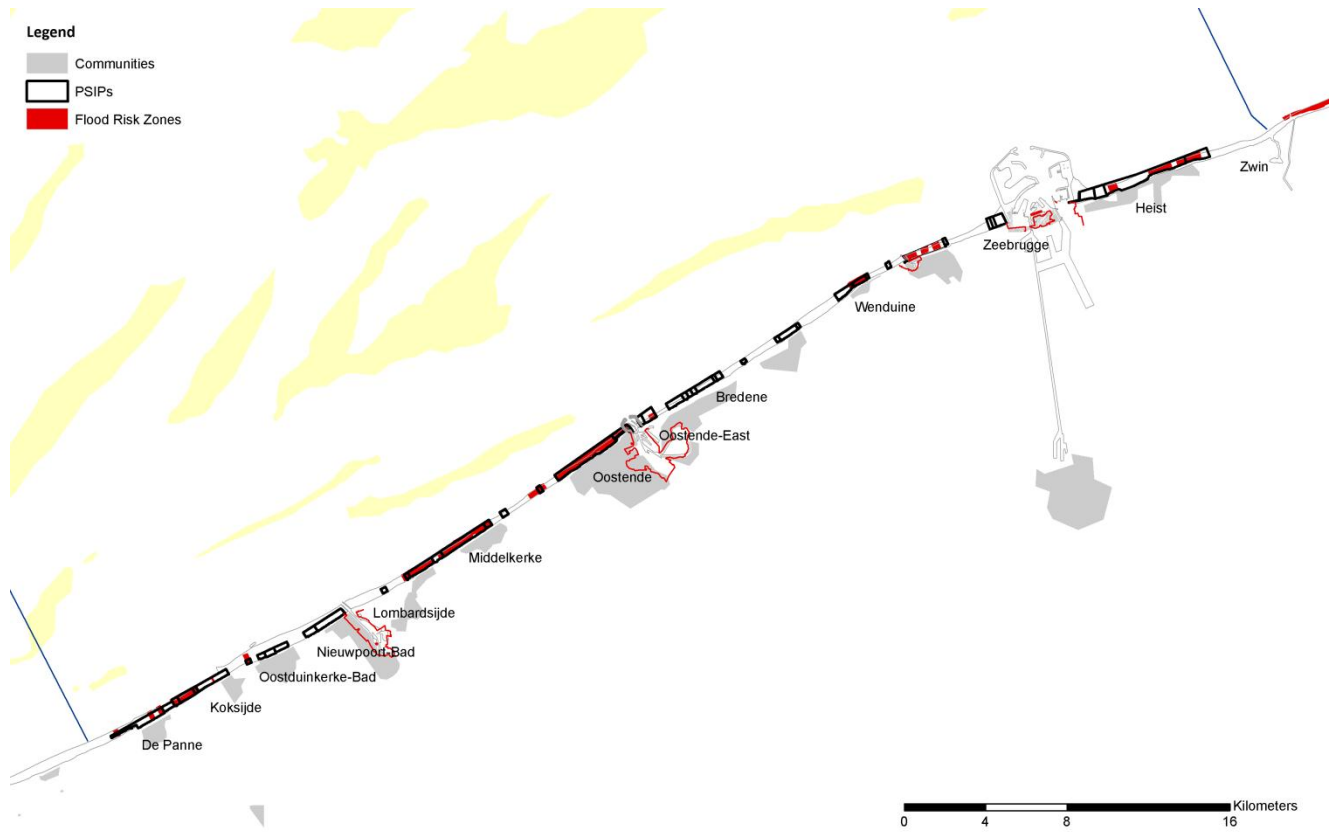 Legend
Communities
PSIPs
Flood Risk Zones
Zwin
Heist
Zeebrugge
Wenduine
Bredene
Oostende-East
Oostende
Middelkerke
Lombardsijde
Nieuwpoort-Bad
Oostduinkerke-Bad
Koksijde
De Panne
Kilometers
0 4 8 16